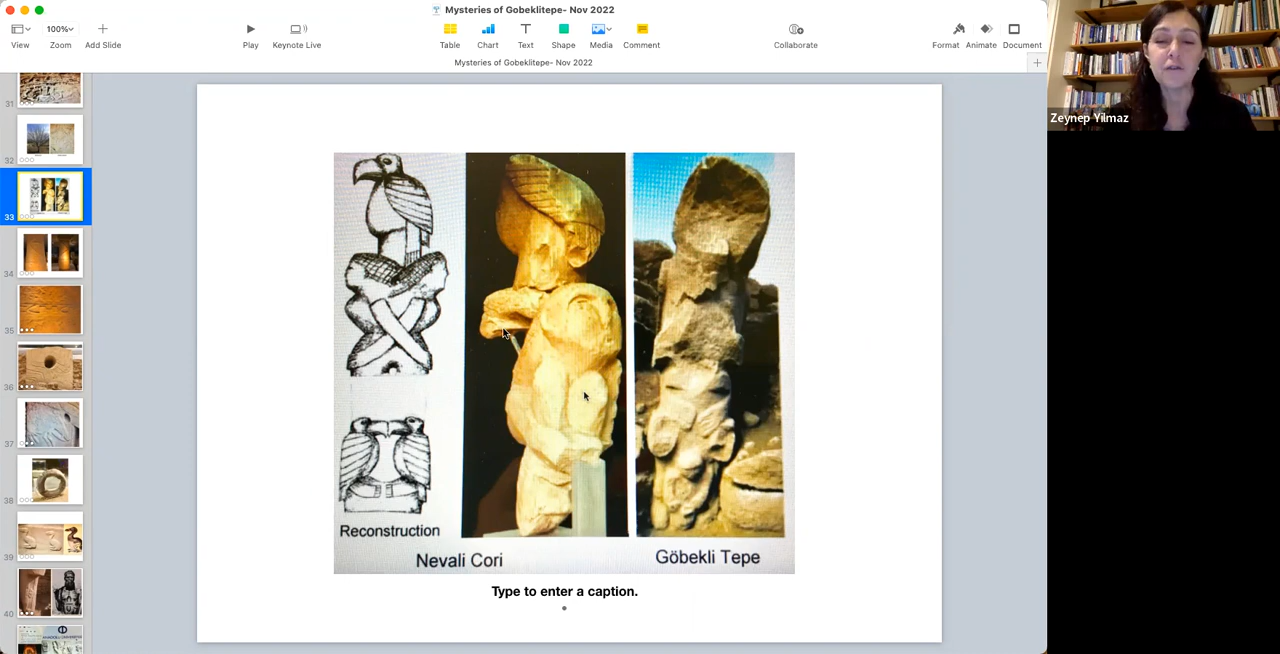 Mysteries of Gobeklitepe- Nov 2022
100%
View
Zoom
Add Slide
Play
Keynote Live
Table
Chart
Text
Shape
Media
Comment
Collaborate
Format
Animate
Document
Mysteries of Gobeklitepe- Nov 2022
Zeynep Yilmaz
31
32
33
34
35
36
37
38
39
40
Reconstruction
Nevali Cori
Göbekli Tepe
Type to enter a caption.